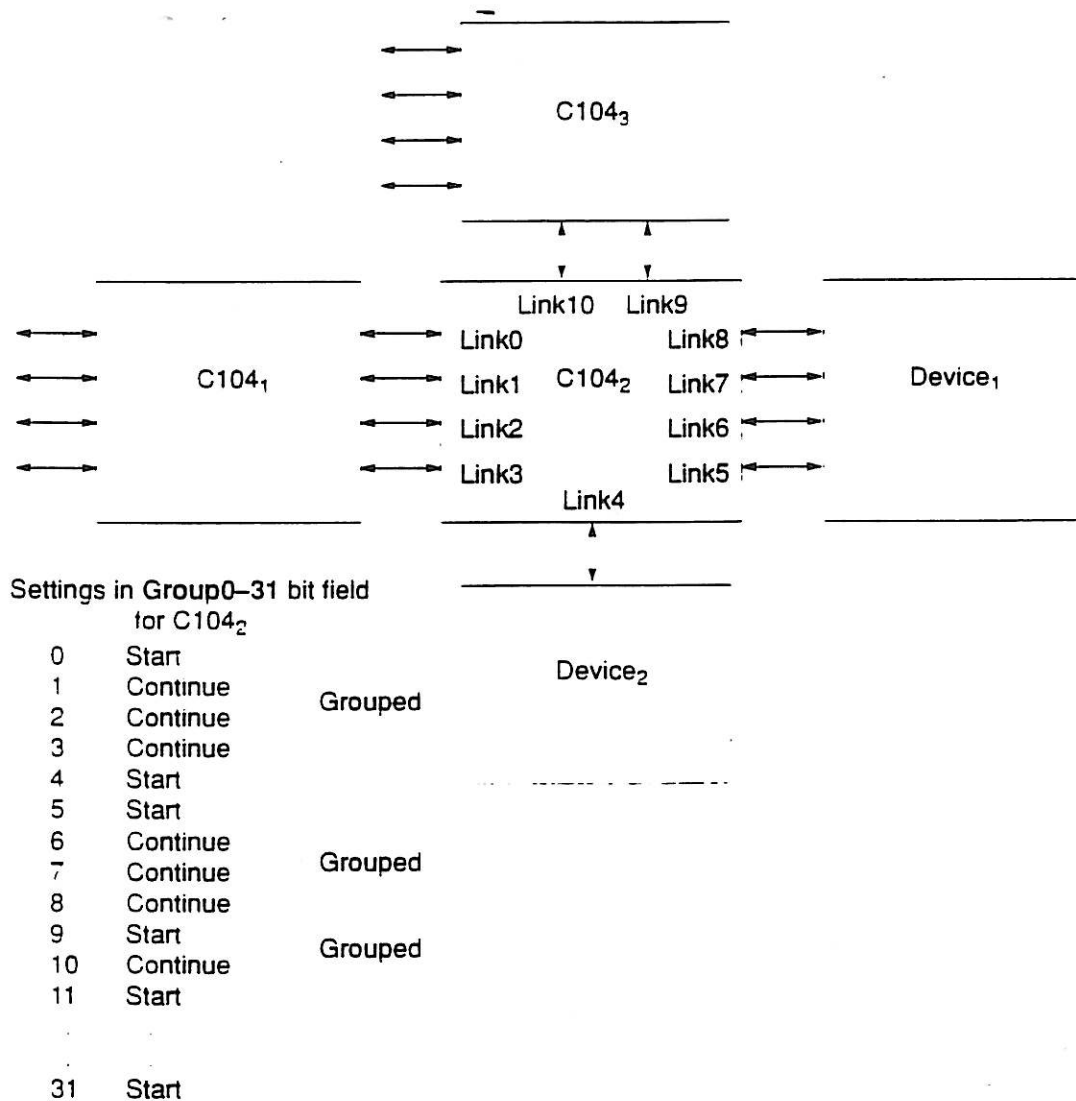 C104₃
Link10 Link9
Link0 Link8
C104₁ Link1 C104₂ Link7 Device₁
Link2 Link6
Link3 Link5
Link4
Settings in Group0–31 bit field
for C104₂
0 Start
1 Continue
Grouped
2 Continue
3 Continue
4 Start
5 Start
6 Continue
7 Continue
Grouped
8 Continue
9 Start
Grouped
10 Continue
11 Start
. .
. .
31 Start
Device₂